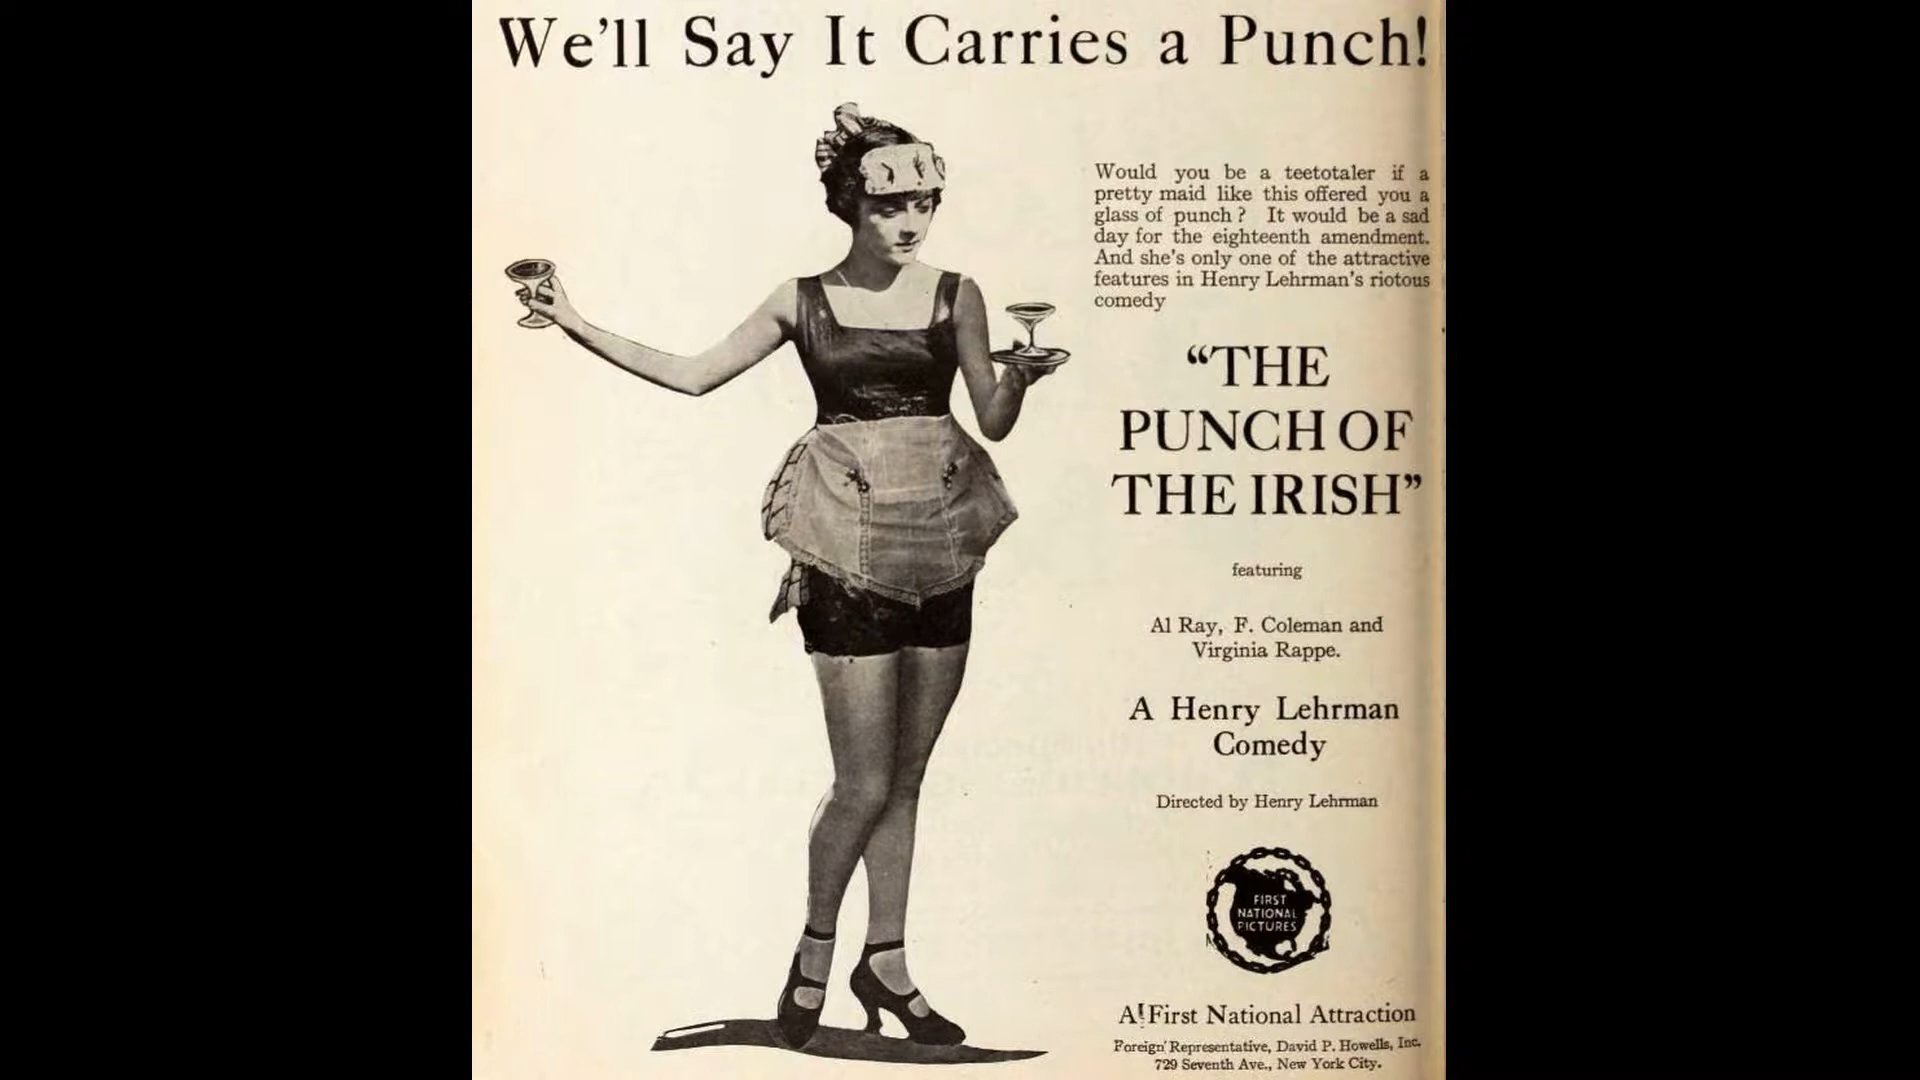 We'll Say It Carries a Punch!
Would you be a teetotaler if a
pretty maid like this offered you a
glass of punch? It would be a sad
day for the eighteenth amendment.
And she's only one of the attractive
features in Henry Lehrman's riotous
comedy
"THE
PUNCH OF
THE IRISH"
featuring
Al Ray, F. Coleman and
Virginia Rappe.
A Henry Lehrman
Comedy
Directed by Henry Lehrman
FIRST
NATIONAL
PICTURES
A First National Attraction
Foreign Representative, David P. Howells, Inc.
729 Seventh Ave., New York City.